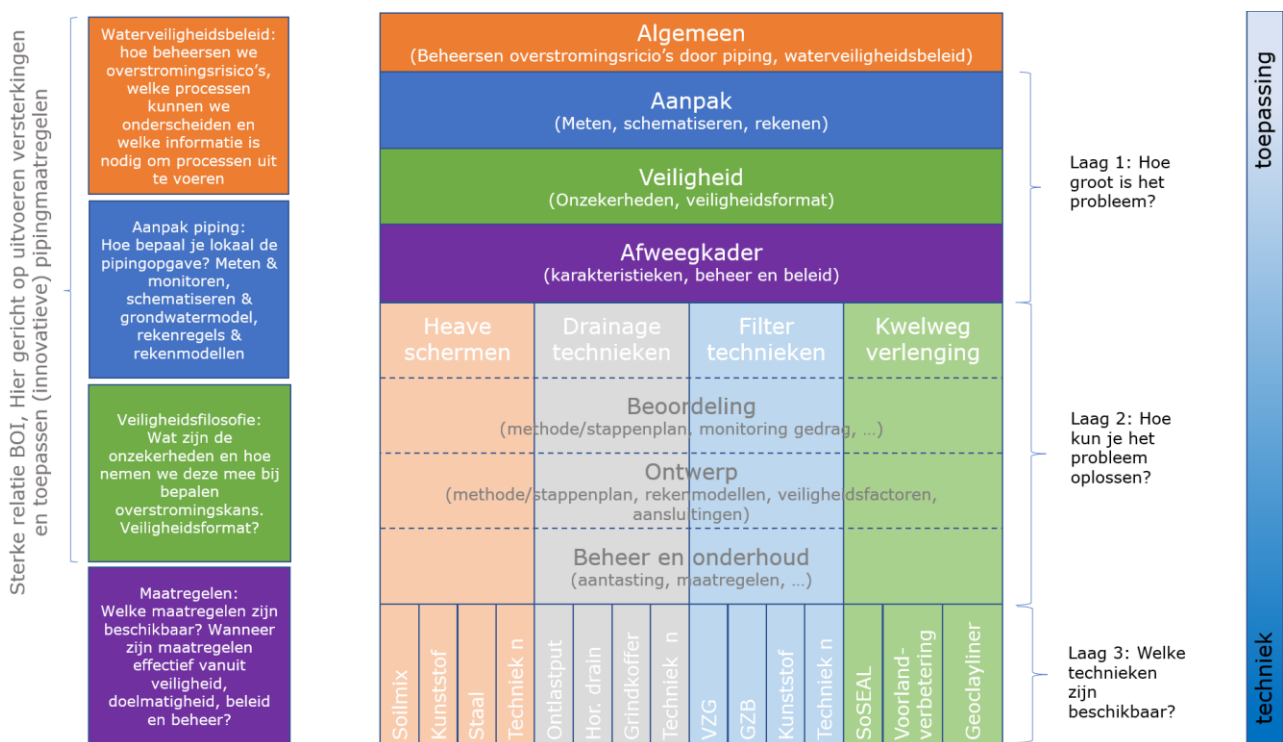 Sterke relatie BOI, Hier gericht op uitvoeren versterkingen
en toepassen (innovatieve) pipingmaatregelen
Waterveiligheidsbeleid:
hoe beheersen we
overstromingsrisico's,
welke processen
kunnen we
onderscheiden en
welke informatie is
nodig om processen uit
te voeren
Aanpak piping:
Hoe bepaal je lokaal de
pipingopgave? Meten &
monitoren,
schematiseren &
grondwatermodel,
rekenregels &
rekenmodellen
Veiligheidsfilosofie:
Wat zijn de
onzekerheden en hoe
nemen we deze mee bij
bepalen
overstromingskans.
Veiligheidsformat?
Maatregelen:
Welke maatregelen zijn
beschikbaar? Wanneer
zijn maatregelen
effectief vanuit
veiligheid,
doelmatigheid, beleid
en beheer?
Algemeen
(Beheersen overstromingsricio's door piping, waterveiligheidsbeleid)
Aanpak
(Meten, schematiseren, rekenen)
Veiligheid
(Onzekerheden, veiligheidsformat)
Afweegkader
(karakteristieken, beheer en beleid)
Heave
schermen
Drainage
technieken
Filter
technieken
Kwelweg
verlenging
Beoordeling
(methode/stappenplan, monitoring gedrag, ...)
Ontwerp
(methode/stappenplan, rekenmodellen, veiligheidsfactoren,
aansluitingen)
Beheer en onderhoud
(aantasting, maatregelen, ...)
Soilmix
Kunststof
Staal
Techniek n
Ontlastput
Hor. drain
Grindkoffer
Techniek n
VZG
GZB
Kunststof
Techniek n
SoSEAL
Voorland-
verbetering
Geoclayliner
Laag 1: Hoe
groot is het
probleem?
Laag 2: Hoe
kun je het
probleem
oplossen?
Laag 3: Welke
technieken
zijn
beschikbaar?
toepassing
techniek